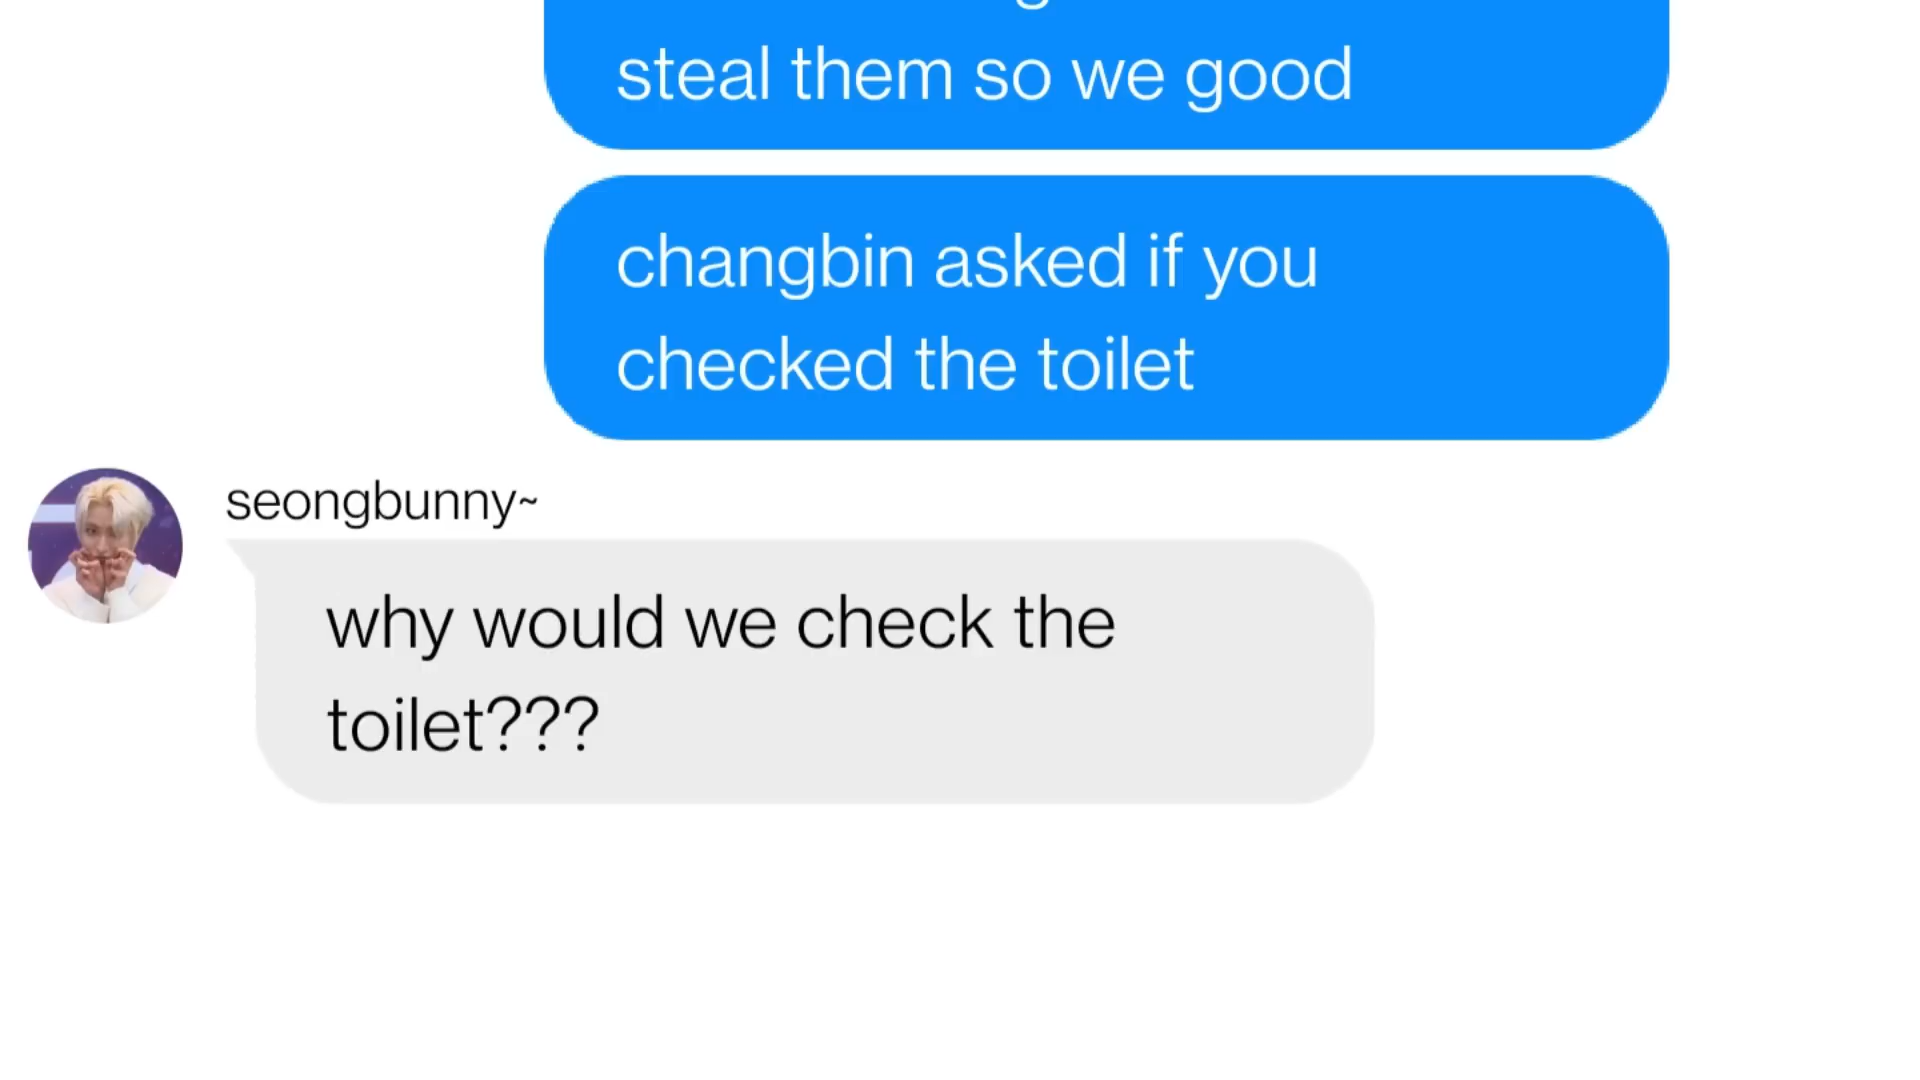 steal them so we good
changbin asked if you
checked the toilet
seongbunny~
why would we check the
toilet???